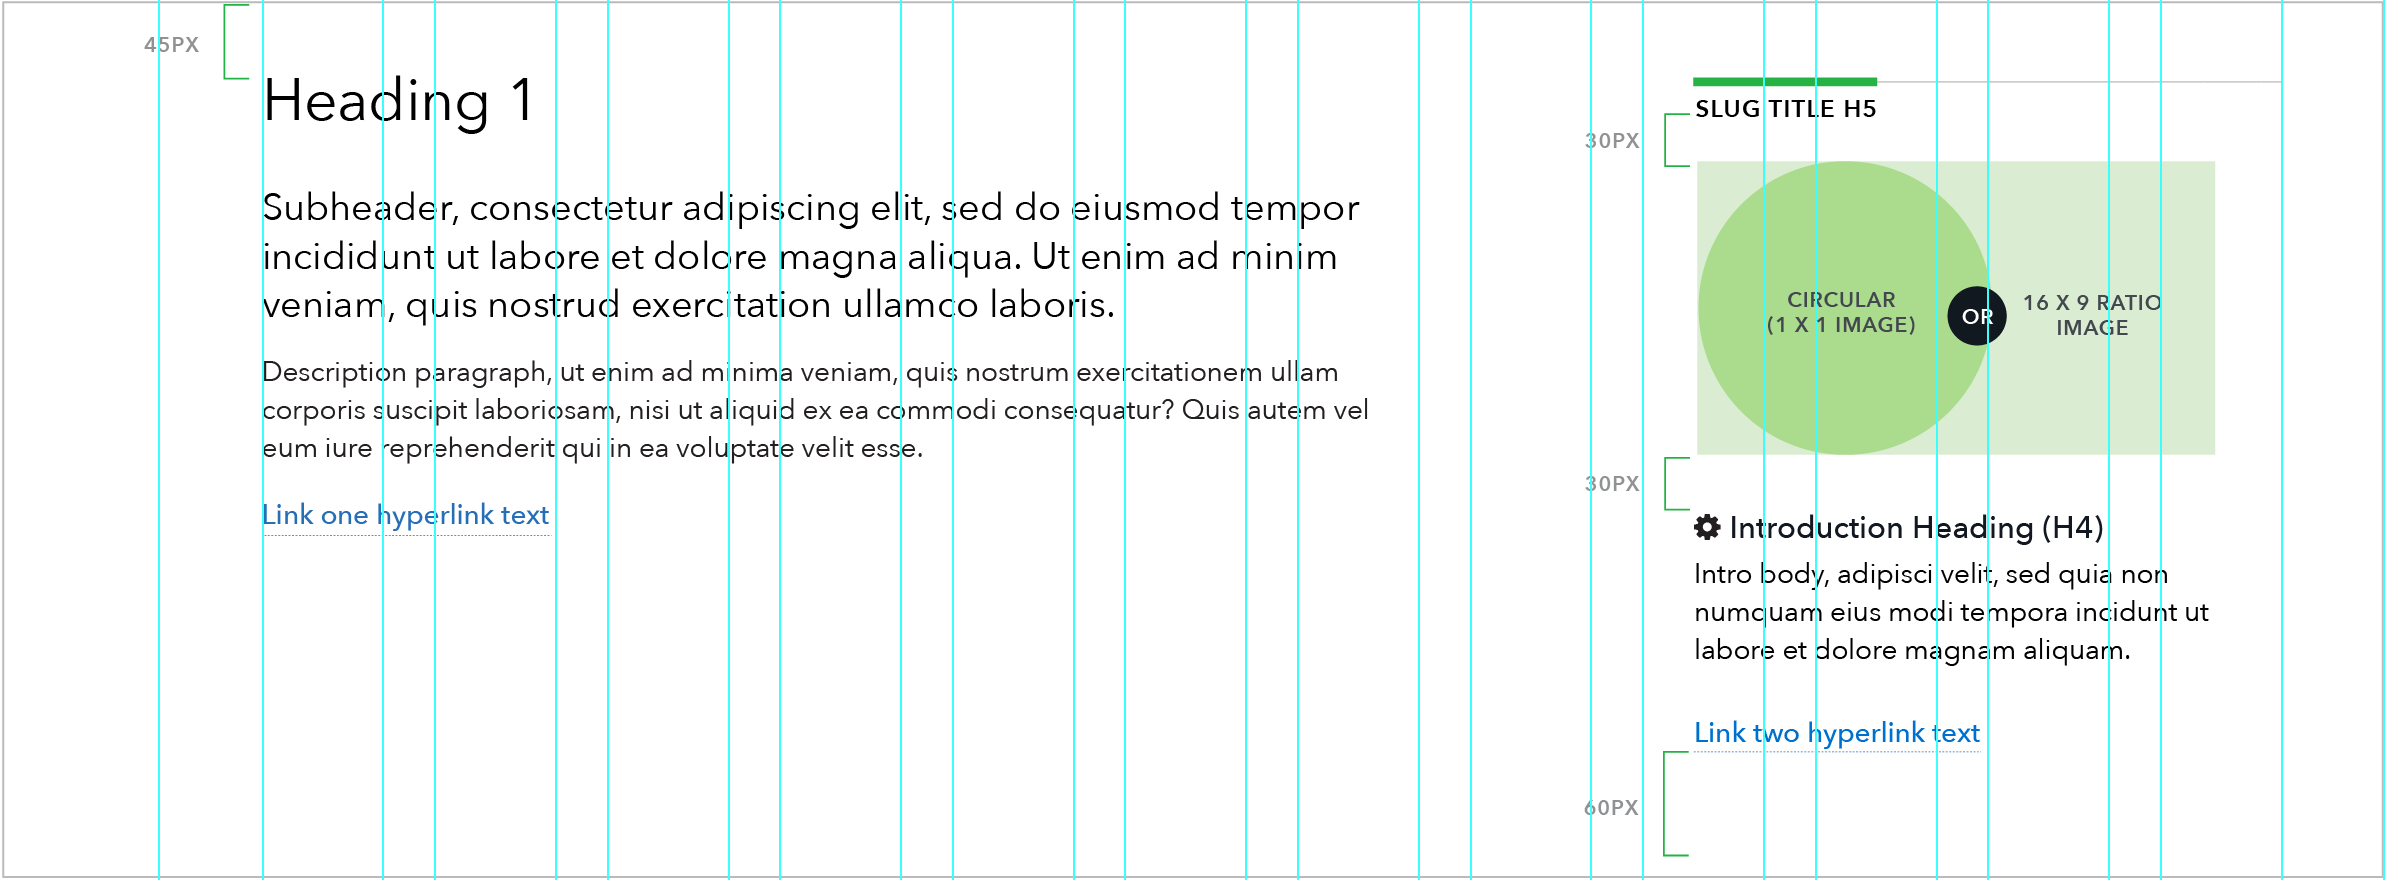 45PX
Heading 1
Subheader, consectetur adipiscing elit, sed do eiusmod tempor
incididunt ut labore et dolore magna aliqua. Ut enim ad minim
veniam, quis nostrud exercitation ullamco laboris.
Description paragraph, ut enim ad minima veniam, quis nostrum exercitationem ullam
corporis suscipit laboriosam, nisi ut aliquid ex ea commodi consequatur? Quis autem vel
eum iure reprehenderit qui in ea voluptate velit esse.
Link one hyperlink text
SLUG TITLE H5
30PX
CIRCULAR
(1 X 1 IMAGE)
OR
16 X 9 RATIO
IMAGE
30PX
Introduction Heading (H4)
Intro body, adipisci velit, sed quia non
numquam eius modi tempora incidunt ut
labore et dolore magnam aliquam.
Link two hyperlink text
60PX